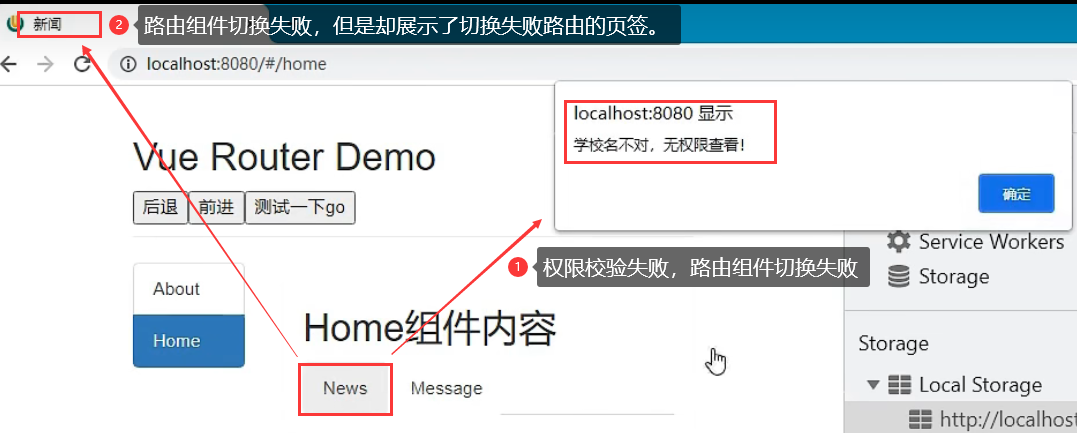 新闻
2 路由组件切换失败，但是却展示了切换失败路由的页签。
localhost:8080/#/home
localhost:8080 显示
学校名不对，无权限查看!
确定
Vue Router Demo
后退 前进 测试一下go
1 权限校验失败，路由组件切换失败
Service Workers
Storage
About
Home
Home组件内容
News Message
Storage
Local Storage
http://localhost